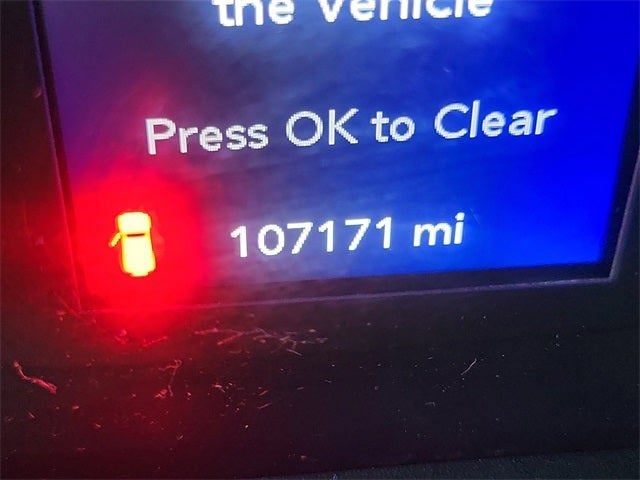 the Vehicle
Press OK to Clear
107171 mi